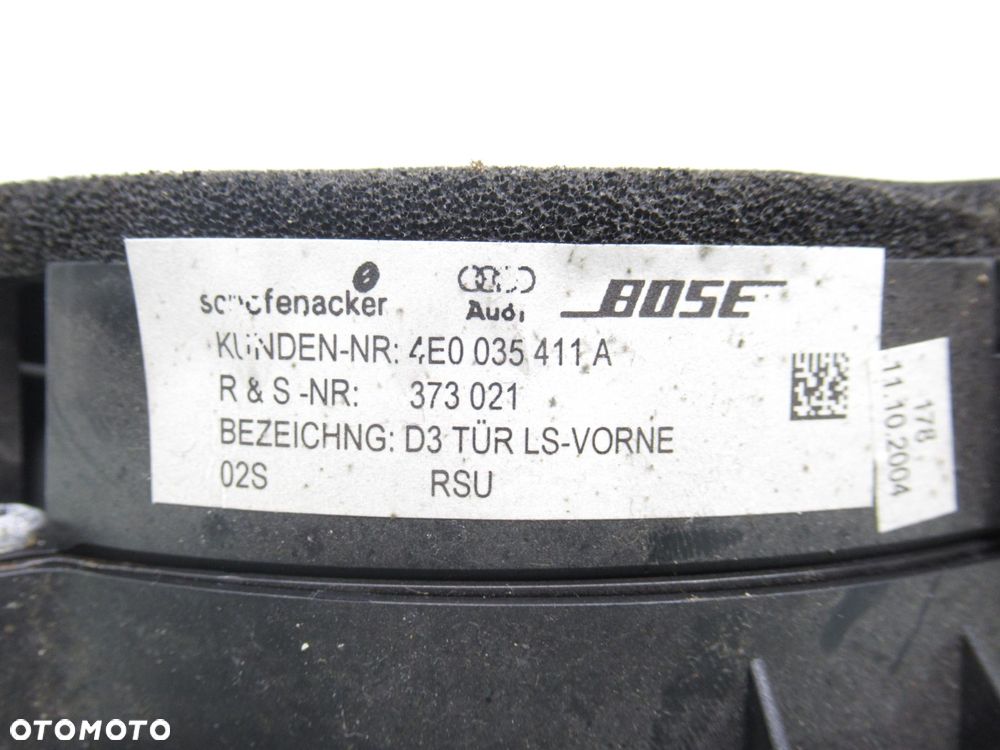 schefenacker
Audi
BOSE
KUNDEN-NR: 4E0 035 411 A
R & S -NR: 373 021
BEZEICHNG: D3 TÜR LS-VORNE
02S RSU
178
11.10.2004
OTOMOTO